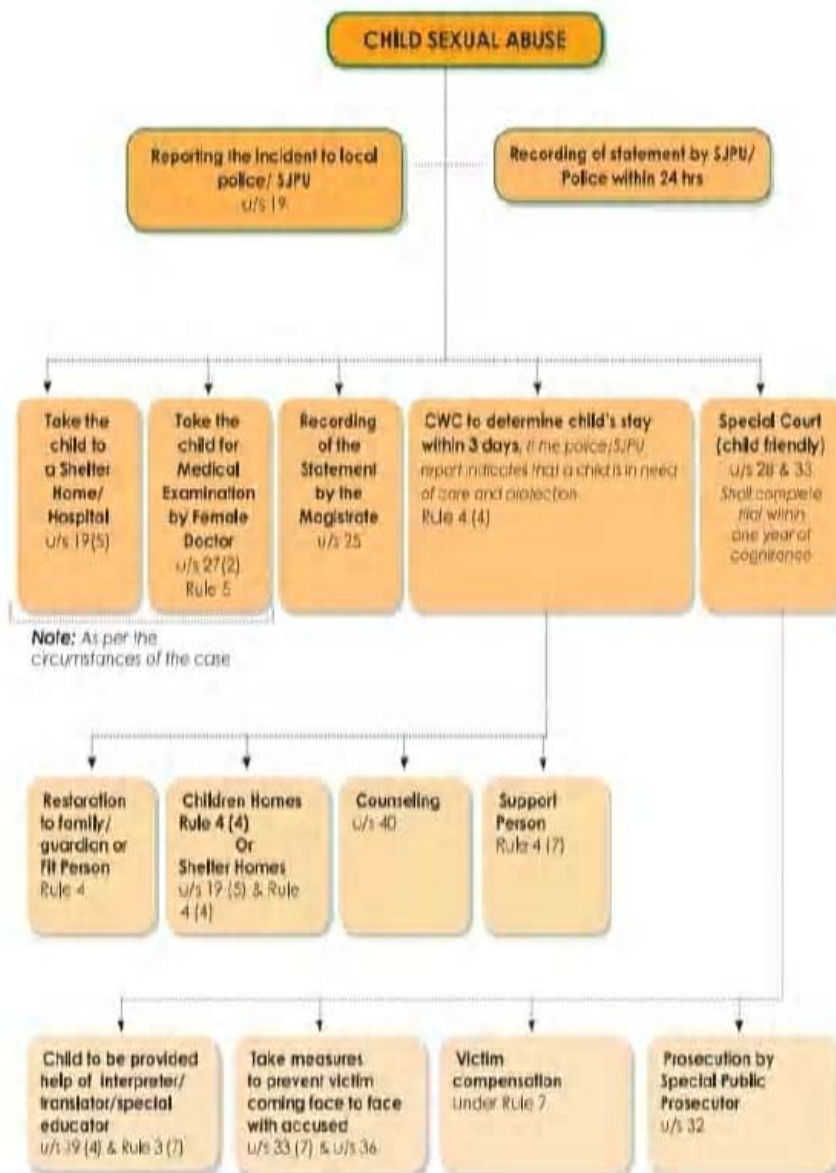 CHILD SEXUAL ABUSE
Reporting the incident to local
police/ SJPU
u/s 19
Recording of statement by SJPU/
Police within 24 hrs
Take the
child to
a Shelter
Home/
Hospital
u/s 19(5)
Take the
child for
Medical
Examination
by Female
Doctor
u/s 27(2)
Rule 5
Recording
of the
Statement
by the
Magistrate
u/s 25
CWC to determine child's stay
within 3 days, if the police/SJPU
report indicates that a child is in need
of care and protection
Rule 4 (4)
Special Court
(child friendly)
u/s 28 & 33
Shall complete
trial within
one year of
cognizance
Note: As per the
circumstances of the case
Restoration
to family/
guardian or
Fit Person
Rule 4
Children Homes
Rule 4 (4)
Or
Shelter Homes
u/s 19 (5) & Rule
4 (4)
Counseling
u/s 40
Support
Person
Rule 4 (7)
Child to be provided
help of interpreter/
translator/special
educator
u/s 19 (4) & Rule 3 (7)
Take measures
to prevent victim
coming face to face
with accused
u/s 33 (7) & u/s 36
Victim
compensation
under Rule 7
Prosecution by
Special Public
Prosecutor
u/s 32